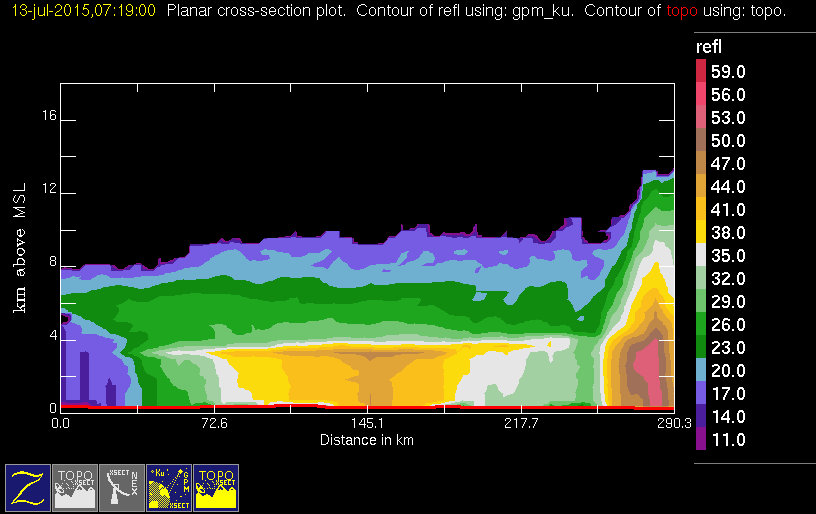 13-jul-2015,07:19:00 Planar cross-section plot. Contour of refl using: gpm_ku. Contour of topo using: topo.
refl
59.0
56.0
53.0
50.0
47.0
44.0
41.0
38.0
35.0
32.0
29.0
26.0
23.0
20.0
17.0
14.0
11.0
km above MSL
16
12
8
4
0
0.0 72.6 145.1 217.7 290.3
Distance in km
Z
TOPO XSECT
XSECT NEX
"Ku" GPM XSECT
TOPO XSECT